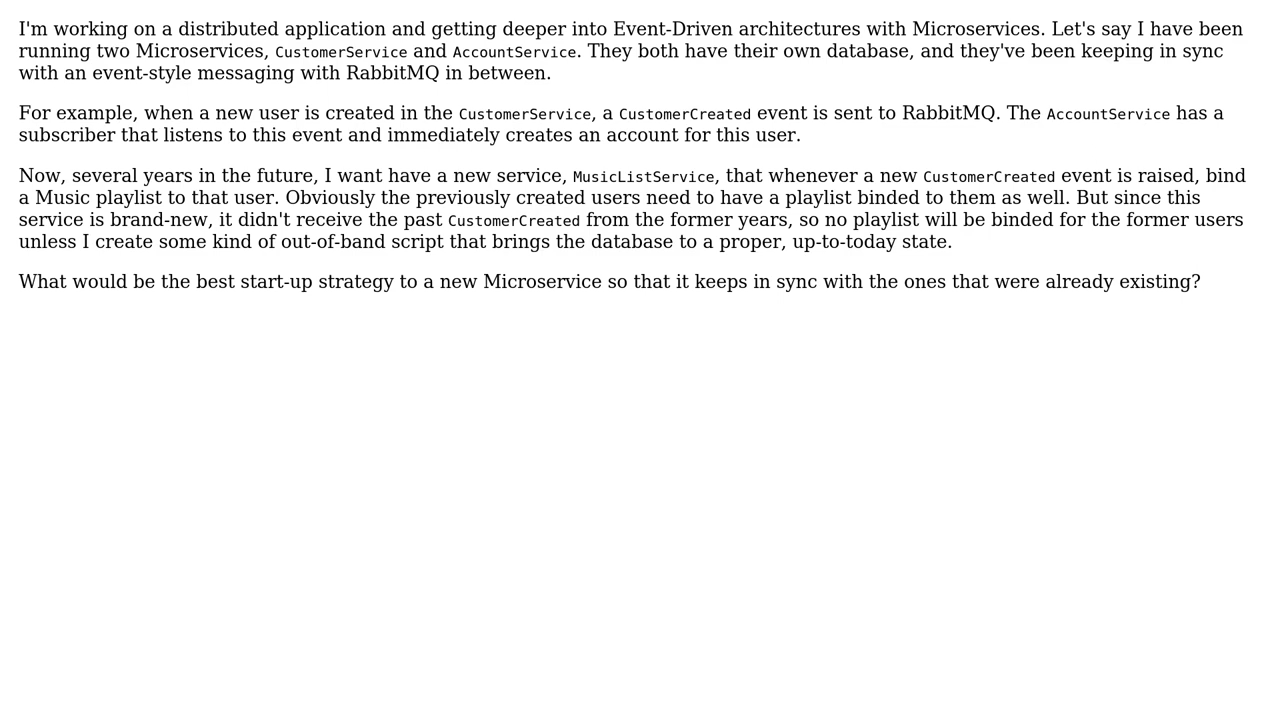 I'm working on a distributed application and getting deeper into Event-Driven architectures with Microservices. Let's say I have been
running two Microservices, CustomerService and AccountService. They both have their own database, and they've been keeping in sync
with an event-style messaging with RabbitMQ in between.
For example, when a new user is created in the CustomerService, a CustomerCreated event is sent to RabbitMQ. The AccountService has a
subscriber that listens to this event and immediately creates an account for this user.
Now, several years in the future, I want have a new service, MusicListService, that whenever a new CustomerCreated event is raised, bind
a Music playlist to that user. Obviously the previously created users need to have a playlist binded to them as well. But since this
service is brand-new, it didn't receive the past CustomerCreated from the former years, so no playlist will be binded for the former users
unless I create some kind of out-of-band script that brings the database to a proper, up-to-today state.
What would be the best start-up strategy to a new Microservice so that it keeps in sync with the ones that were already existing?